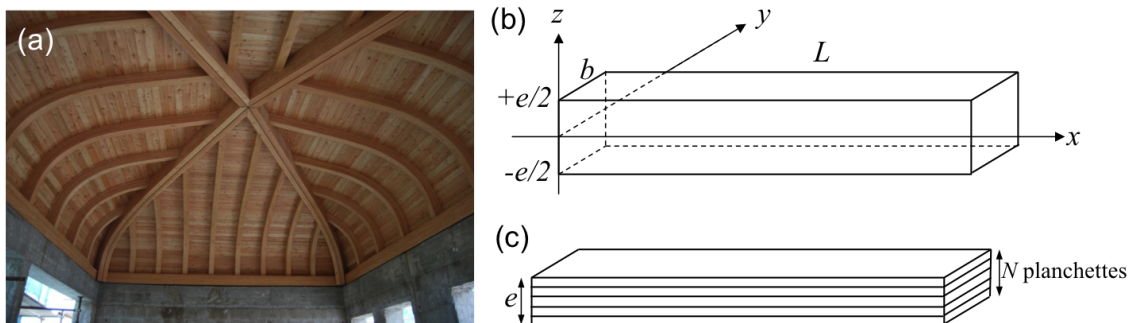 (a)
(b)
z
y
L
b
+e/2
x
-e/2
(c)
e
N planchettes